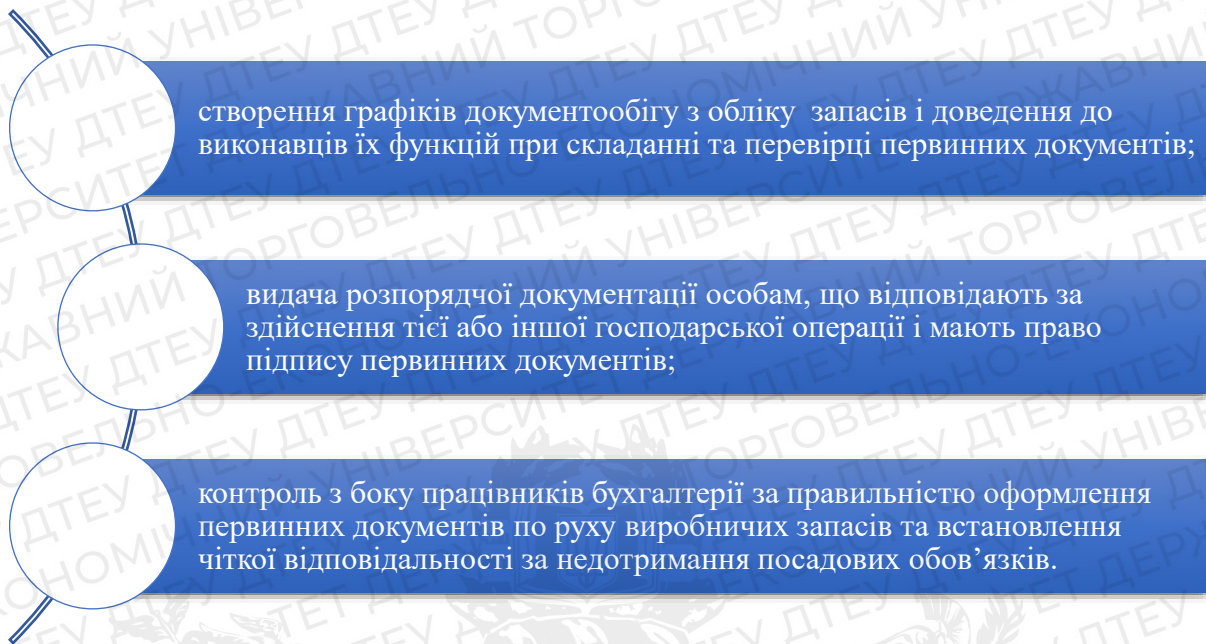 створення графіків документообігу з обліку запасів і доведення до
виконавців їх функцій при складанні та перевірці первинних документів;
видача розпорядчої документації особам, що відповідають за
здійснення тієї або іншої господарської операції і мають право
підпису первинних документів;
контроль з боку працівників бухгалтерії за правильністю оформлення
первинних документів по руху виробничих запасів та встановлення
чіткої відповідальності за недотримання посадових обов’язків.